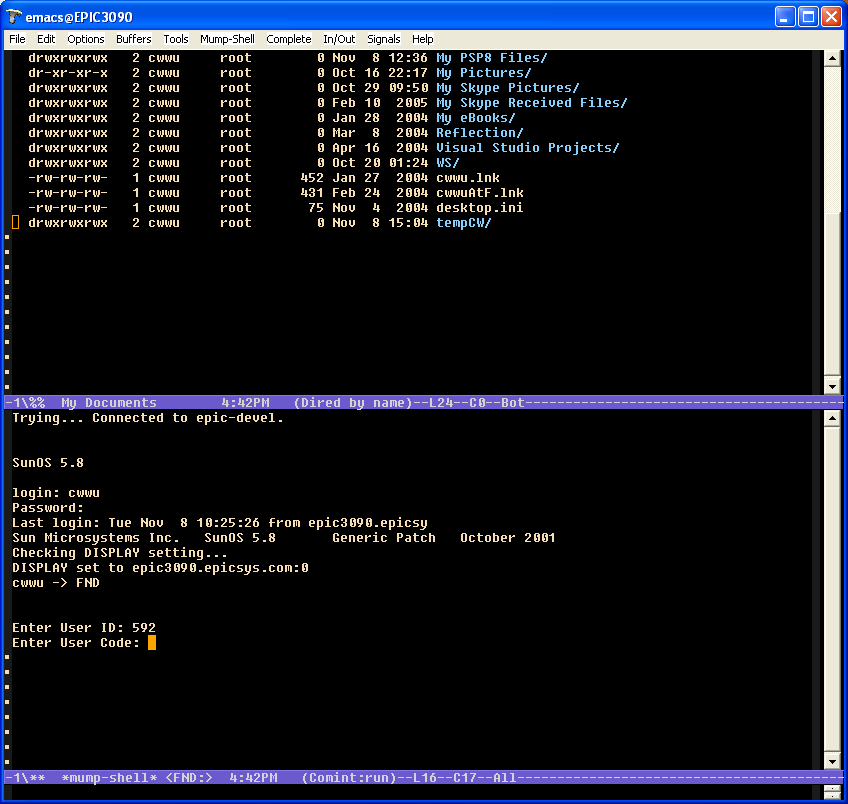 emacs@EPIC3090
File Edit Options Buffers Tools Mump-Shell Complete In/Out Signals Help
drwxrwxrwx   2 cwwu     root            0 Nov  8 12:36 My PSP8 Files/
dr-xr-xr-x   2 cwwu     root            0 Oct 16 22:17 My Pictures/
drwxrwxrwx   2 cwwu     root            0 Oct 29 09:50 My Skype Pictures/
drwxrwxrwx   2 cwwu     root            0 Feb 10  2005 My Skype Received Files/
drwxrwxrwx   2 cwwu     root            0 Jan 28  2004 My eBooks/
drwxrwxrwx   2 cwwu     root            0 Mar  8  2004 Reflection/
drwxrwxrwx   2 cwwu     root            0 Apr 16  2004 Visual Studio Projects/
drwxrwxrwx   2 cwwu     root            0 Oct 20 01:24 WS/
-rw-rw-rw-   1 cwwu     root          452 Jan 27  2004 cwwu.lnk
-rw-rw-rw-   1 cwwu     root          431 Feb 24  2004 cwwuAtF.lnk
-rw-rw-rw-   1 cwwu     root           75 Nov  4  2004 desktop.ini
drwxrwxrwx   2 cwwu     root            0 Nov  8 15:04 tempCW/
-1\%%  My Documents        4:42PM   (Dired by name)--L24--C0--Bot----------------------------------------
Trying... Connected to epic-devel.
SunOS 5.8
login: cwwu
Password:
Last login: Tue Nov  8 10:25:26 from epic3090.epicsy
Sun Microsystems Inc.   SunOS 5.8       Generic Patch   October 2001
Checking DISPLAY setting...
DISPLAY set to epic3090.epicsys.com:0
cwwu -> FND
Enter User ID: 592
Enter User Code:
-1\**  *mump-shell* <FND:>  4:42PM   (Comint:run)--L16--C17--All-----------------------------------------